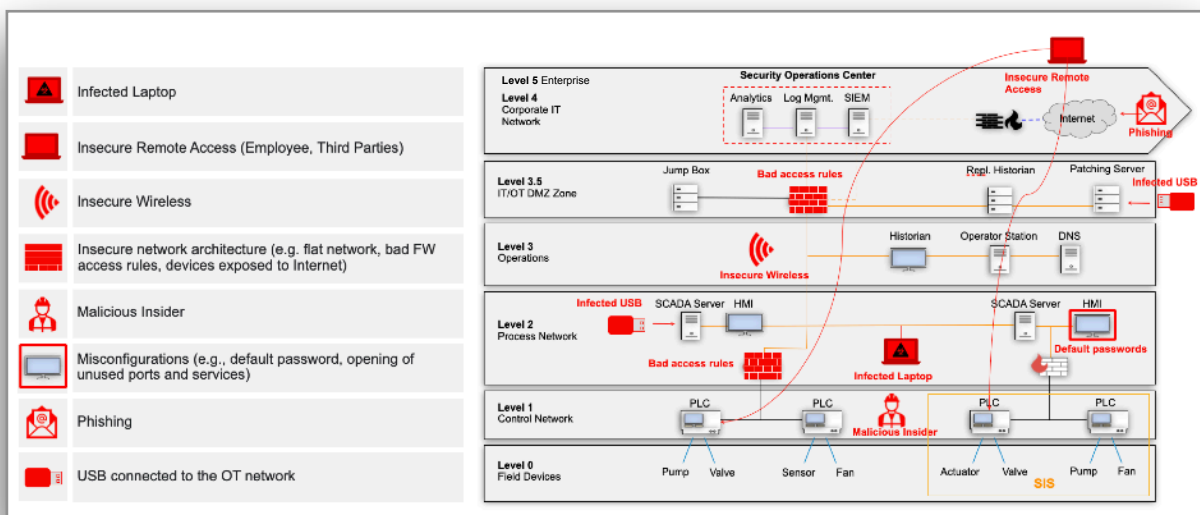 Infected Laptop
Insecure Remote Access (Employee, Third Parties)
Insecure Wireless
Insecure network architecture (e.g. flat network, bad FW
access rules, devices exposed to Internet)
Malicious Insider
Misconfigurations (e.g., default password, opening of
unused ports and services)
Phishing
USB connected to the OT network
Level 5 Enterprise
Level 4
Corporate IT
Network
Security Operations Center
Analytics
Log Mgmt.
SIEM
Insecure Remote
Access
Internet
Phishing
Level 3.5
IT/OT DMZ Zone
Jump Box
Bad access rules
Repl. Historian
Patching Server
Infected USB
Level 3
Operations
Insecure Wireless
Historian
Operator Station
DNS
Level 2
Process Network
Infected USB
SCADA Server
HMI
Bad access rules
Infected Laptop
SCADA Server
HMI
Default passwords
Level 1
Control Network
PLC
PLC
Malicious Insider
PLC
PLC
Level 0
Field Devices
Pump
Valve
Sensor
Fan
Actuator
Valve
Pump
Fan
SIS